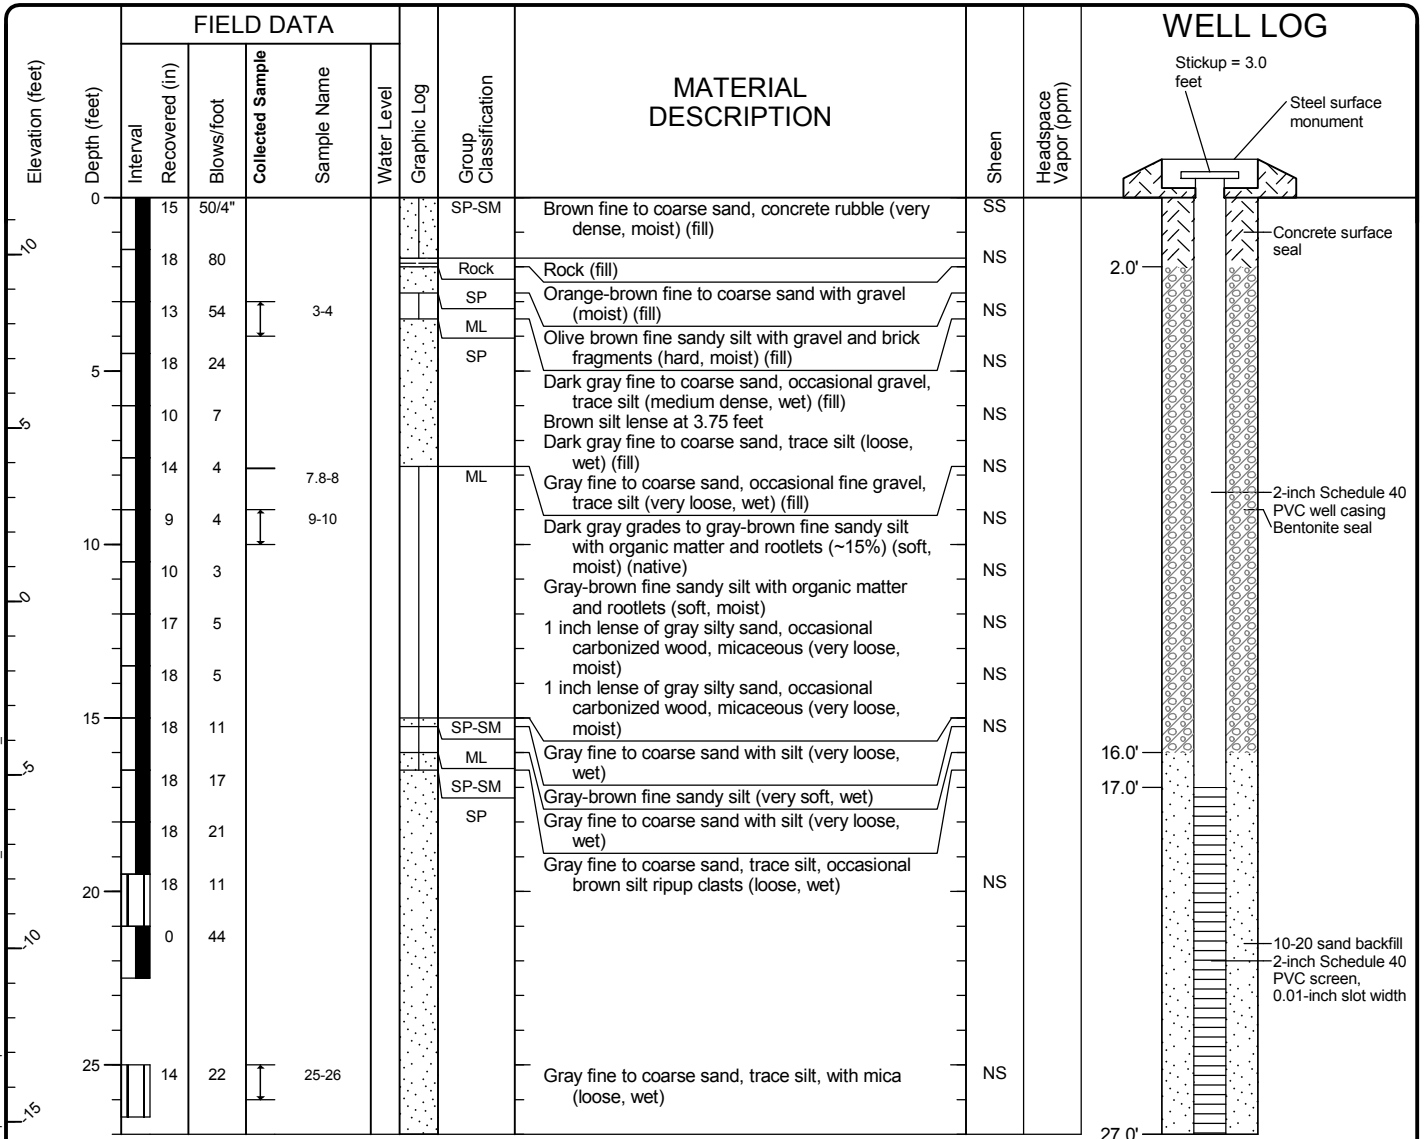 FIELD DATA
WELL LOG
Elevation (feet)
Depth (feet)
Interval
Recovered (in)
Blows/foot
Collected Sample
Sample Name
Water Level
Graphic Log
Group
Classification
MATERIAL
DESCRIPTION
Sheen
Headspace
Vapor (ppm)
Stickup = 3.0
feet
Steel surface
monument
0
15
50/4"
SP-SM
Brown fine to coarse sand, concrete rubble (very
dense, moist) (fill)
SS
Concrete surface
seal
10
18
80
NS
2.0'
Rock
Rock (fill)
SP
Orange-brown fine to coarse sand with gravel
(moist) (fill)
13
54
3-4
NS
ML
Olive brown fine sandy silt with gravel and brick
fragments (hard, moist) (fill)
SP
5
18
24
NS
Dark gray fine to coarse sand, occasional gravel,
trace silt (medium dense, wet) (fill)
10
7
NS
Brown silt lense at 3.75 feet
5
Dark gray fine to coarse sand, trace silt (loose,
wet) (fill)
14
4
7.8-8
ML
NS
Gray fine to coarse sand, occasional fine gravel,
trace silt (very loose, wet) (fill)
2-inch Schedule 40
PVC well casing
Bentonite seal
9
4
9-10
NS
Dark gray grades to gray-brown fine sandy silt
with organic matter and rootlets (~15%) (soft,
moist) (native)
10
10
3
NS
Gray-brown fine sandy silt with organic matter
and rootlets (soft, moist)
0
17
5
NS
1 inch lense of gray silty sand, occasional
carbonized wood, micaceous (very loose,
moist)
18
5
NS
1 inch lense of gray silty sand, occasional
carbonized wood, micaceous (very loose,
moist)
15
18
11
SP-SM
NS
Gray fine to coarse sand with silt (very loose,
wet)
16.0'
ML
-5
18
17
SP-SM
17.0'
Gray-brown fine sandy silt (very soft, wet)
SP
18
21
Gray fine to coarse sand with silt (very loose,
wet)
20
18
11
NS
Gray fine to coarse sand, trace silt, occasional
brown silt ripup clasts (loose, wet)
-10
0
44
10-20 sand backfill
2-inch Schedule 40
PVC screen,
0.01-inch slot width
25
14
22
25-26
Gray fine to coarse sand, trace silt, with mica
(loose, wet)
NS
-15
27.0'